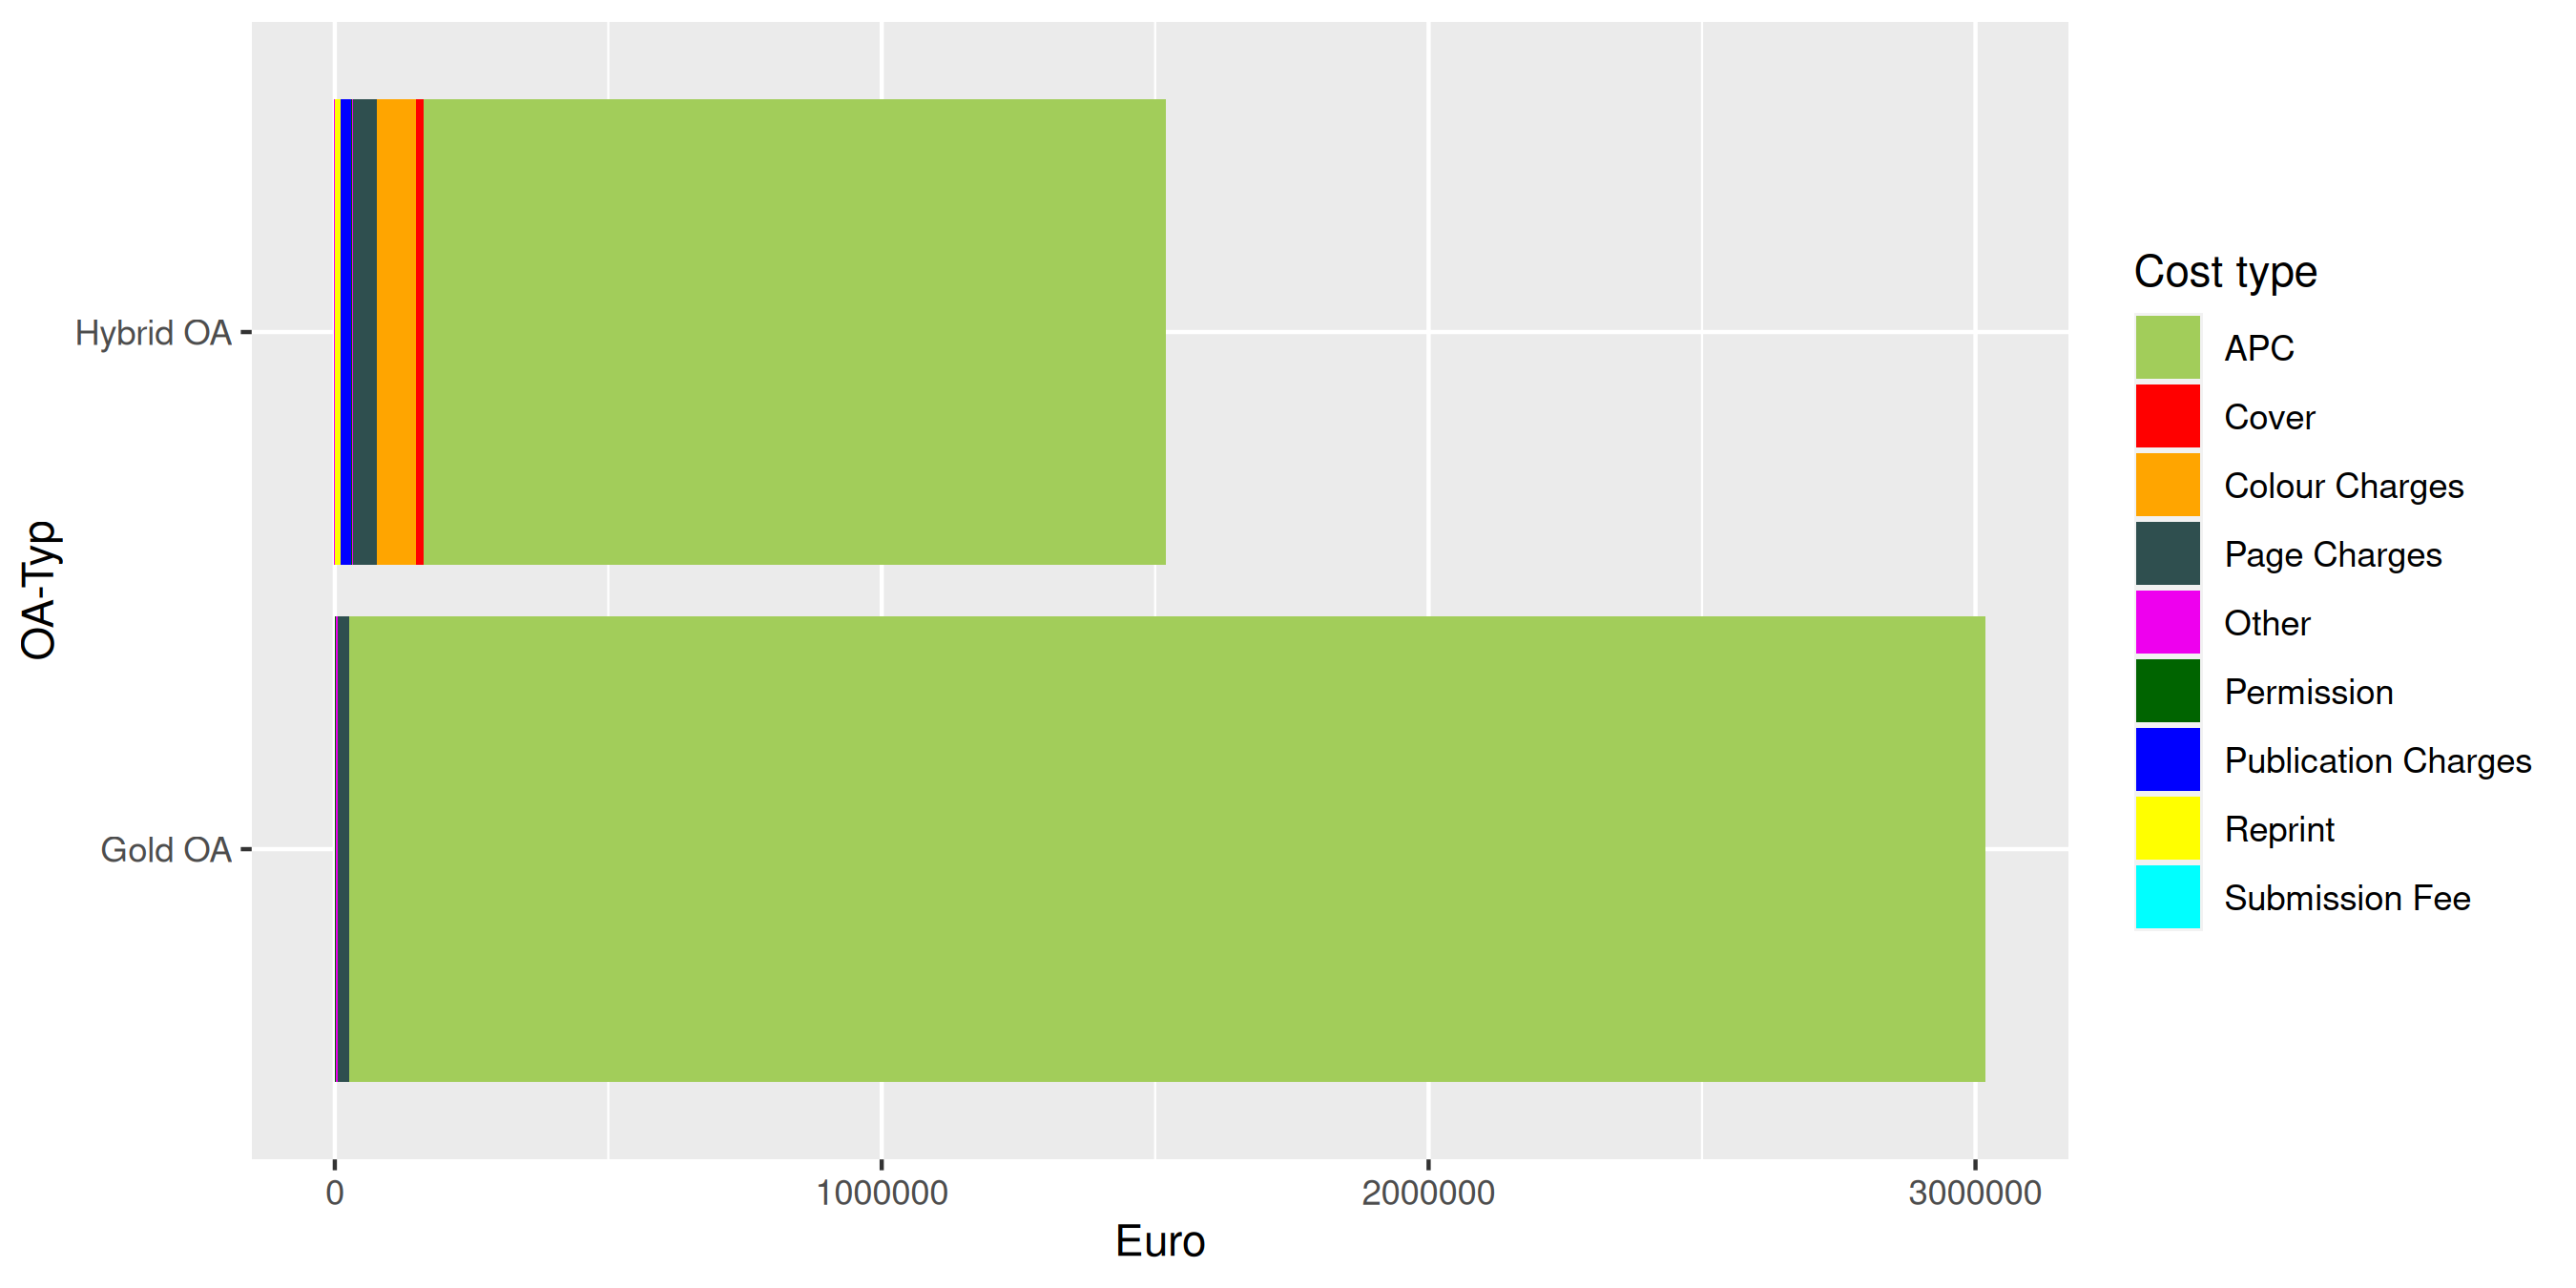 Hybrid OA
Gold OA
OA-Typ
0
1000000
2000000
3000000
Euro
Cost type
APC
Cover
Colour Charges
Page Charges
Other
Permission
Publication Charges
Reprint
Submission Fee